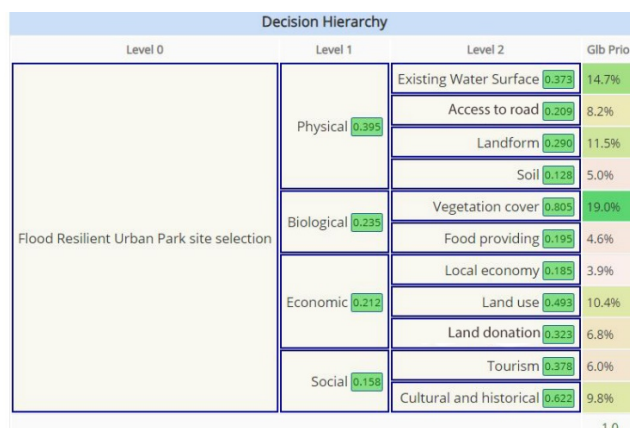 Decision Hierarchy
Level 0 Level 1 Level 2 Glb Prio
Existing Water Surface 0.373 14.7%
Access to road 0.209 8.2%
Physical 0.395
Landform 0.290 11.5%
Soil 0.128 5.0%
Vegetation cover 0.805 19.0%
Biological 0.235
Flood Resilient Urban Park site selection
Food providing 0.195 4.6%
Local economy 0.185 3.9%
Economic 0.212 Land use 0.493 10.4%
Land donation 0.323 6.8%
Tourism 0.378 6.0%
Social 0.158
Cultural and historical 0.622 9.8%
1.0